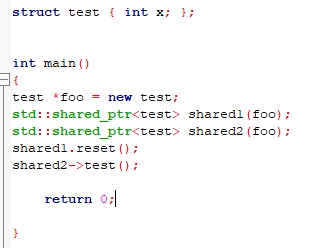 struct test { int x; };
int main()
{
test *foo = new test;
std::shared_ptr<test> shared1(foo);
std::shared_ptr<test> shared2(foo);
shared1.reset();
shared2->test();
return 0;
}